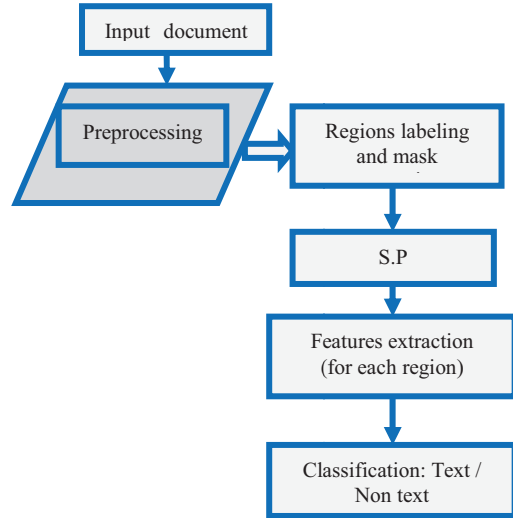 Input document
Preprocessing
Regions labeling
and mask
S.P
Features extraction
(for each region)
Classification: Text /
Non text